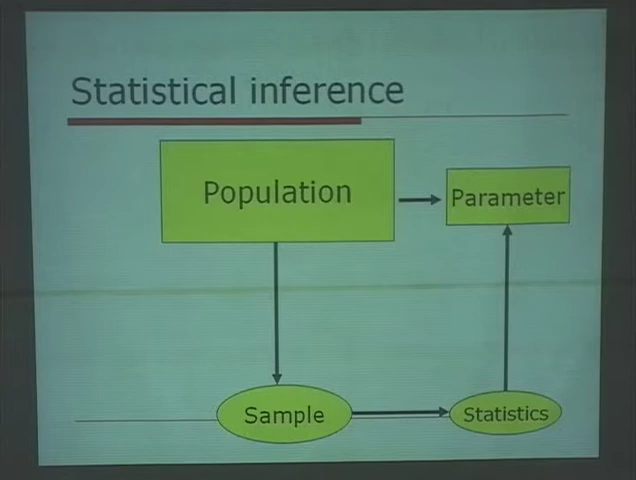 Statistical inference
Population
Parameter
Sample
Statistics